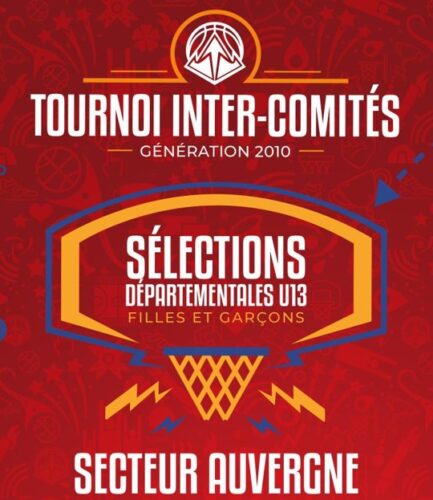 TOURNOI INTER-COMITÉS
GÉNÉRATION 2010
SÉLECTIONS
DÉPARTEMENTALES U13
FILLES ET GARÇONS
SECTEUR AUVERGNE